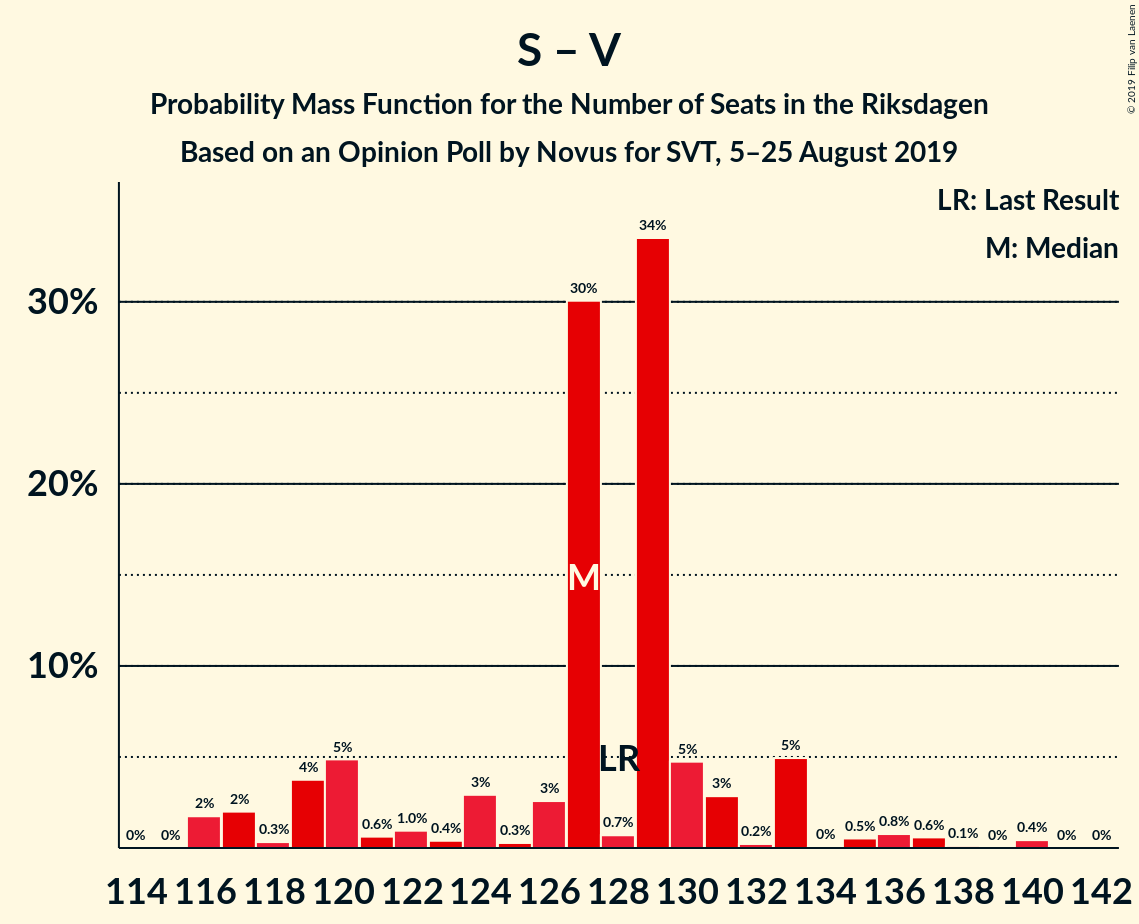 S – V
Probability Mass Function for the Number of Seats in the Riksdagen
Based on an Opinion Poll by Novus for SVT, 5–25 August 2019
© 2019 Filip van Laenen
LR: Last Result
M: Median
30%
20%
10%
0% 0% 2% 2% 0.3% 4% 5% 0.6% 1.0% 0.4% 3% 0.3% 3% 30% 0.7% 34% 5% 3% 0.2% 5% 0% 0.5% 0.8% 0.6% 0.1% 0% 0.4% 0% 0%
M
LR
114 116 118 120 122 124 126 128 130 132 134 136 138 140 142